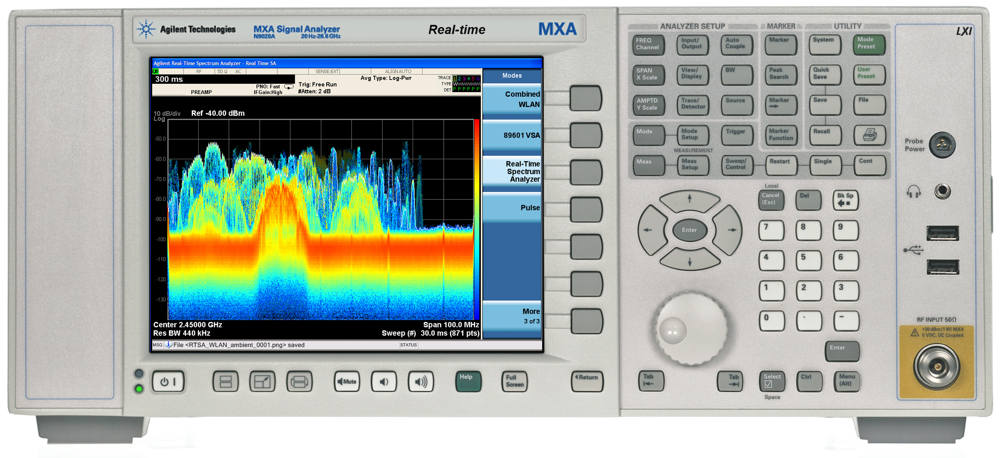 Agilent Technologies
MXA Signal Analyzer
N9020A 20Hz-26.6GHz
Real-time
MXA
Agilent Real-Time Spectrum Analyzer - Real Time SA
LXI RF 50 Ω AC SENSE:EXT ALIGN AUTO
300 ms
PREAMP
PNO: Fast
IFGain:High
Trig: Free Run
#Atten: 2 dB
Avg Type: Log-Pwr
TRACE 1 2 3 4 5 6
TYPE
DET P P P P P P
10 dB/div
Log
Ref -40.00 dBm
-50.0
-60.0
-70.0
-80.0
-90.0
-100
-110
-120
-130
Center 2.45000 GHz
Res BW 440 kHz
Span 100.0 MHz
Sweep (#) 30.0 ms (871 pts)
MSG File <RTSA_WLAN_ambient_0001.png> saved STATUS
Modes
Combined
WLAN
89601 VSA
Real-Time
Spectrum
Analyzer
Pulse
More
3 of 3
Mute
Help
Full
Screen
Return
ANALYZER SETUP
MARKER
UTILITY
FREQ
Channel
Input/
Output
Auto
Couple
Marker
System
Mode
Preset
SPAN
X Scale
View/
Display
BW
Peak
Search
Quick
Save
User
Preset
AMPTD
Y Scale
Trace/
Detector
Source
Marker
→
Save
File
Mode
Mode
Setup
Trigger
Marker
Function
Recall
MEASUREMENT
Meas
Meas
Setup
Sweep/
Control
Restart
Single
Cont
Local
Cancel
(Esc)
Del
Bk Sp
Enter
7
8
9
4
5
6
1
2
3
0
.
-
Enter
Tab
Tab
Select
Space
Ctrl
Menu
(Alt)
LXI
Probe
Power
RF INPUT 50Ω
+30 dBm (1W) MAX
0 VDC, DC Coupled